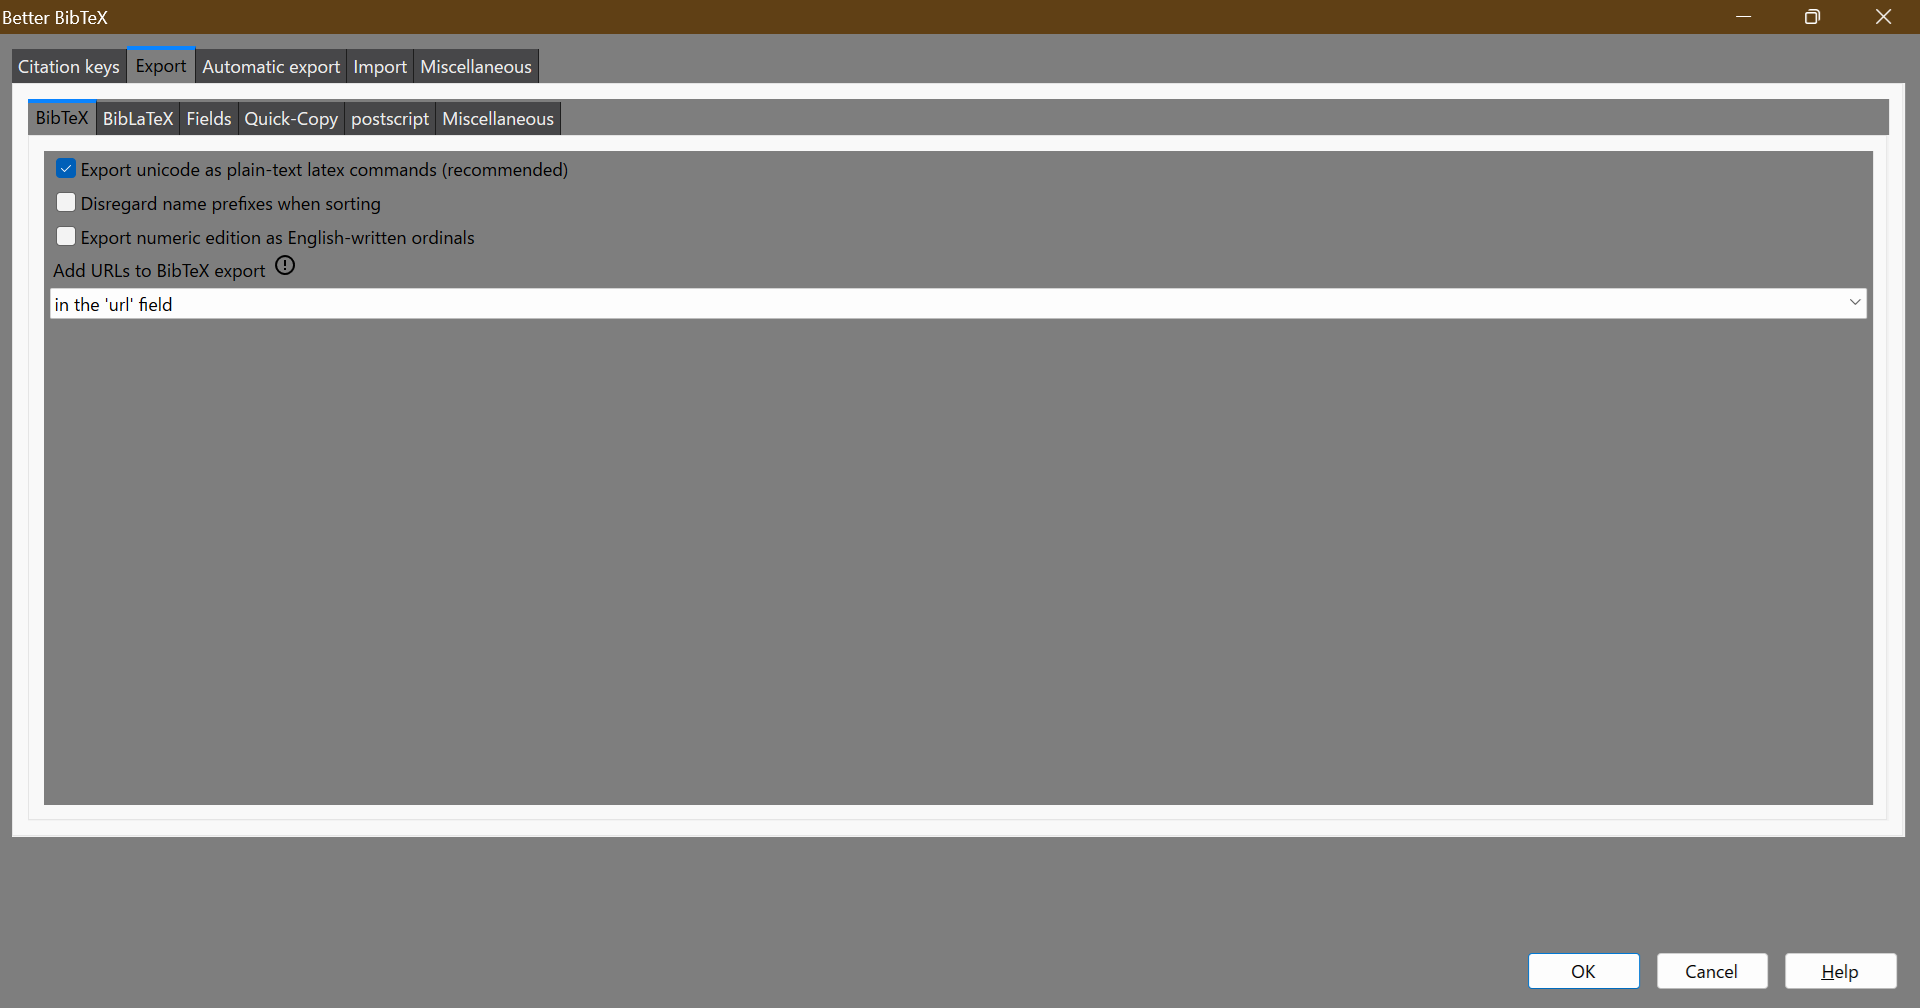 Better BibTeX
Citation keys Export Automatic export Import Miscellaneous
BibTeX BibLaTeX Fields Quick-Copy postscript Miscellaneous
Export unicode as plain-text latex commands (recommended)
Disregard name prefixes when sorting
Export numeric edition as English-written ordinals
Add URLs to BibTeX export
in the 'url' field
OK Cancel Help